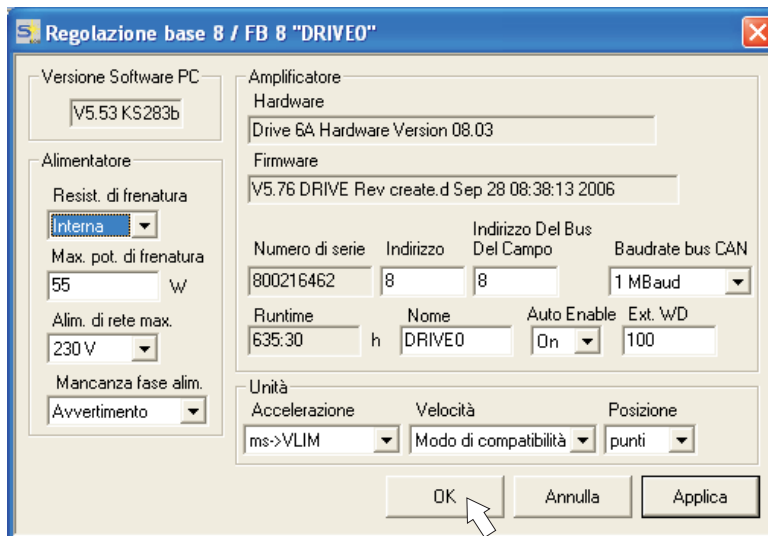 Regolazione base 8 / FB 8 "DRIVE0"
Versione Software PC
V5.53 KS283b
Alimentatore
Resist. di frenatura
Interna
Max. pot. di frenatura
55 W
Alim. di rete max.
230 V
Mancanza fase alim.
Avvertimento
Amplificatore
Hardware
Drive 6A Hardware Version 08.03
Firmware
V5.76 DRIVE Rev create.d Sep 28 08:38:13 2006
Numero di serie Indirizzo Indirizzo Del Bus Del Campo Baudrate bus CAN
800216462 8 8 1 MBaud
Runtime Nome Auto Enable Ext. WD
635:30 h DRIVE0 On 100
Unità
Accelerazione Velocità Posizione
ms->VLIM Modo di compatibilità punti
OK Annulla Applica